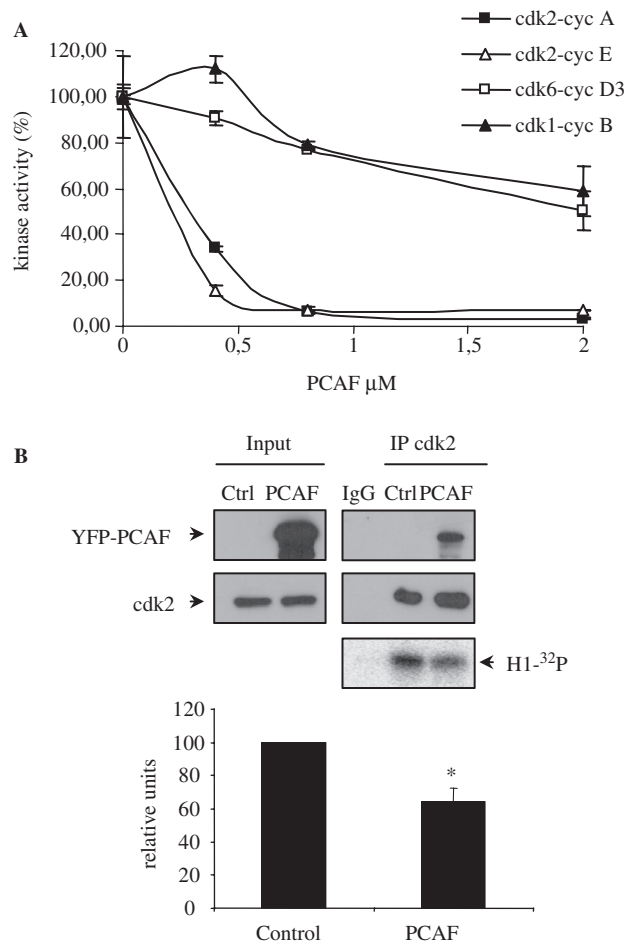 A
cdk2-cyc A
cdk2-cyc E
cdk6-cyc D3
cdk1-cyc B
120,00
100,00
80,00
60,00
40,00
20,00
0,00
kinase activity (%)
0 0,5 1 1,5 2
PCAF μM
B
Input IP cdk2
Ctrl PCAF IgG Ctrl PCAF
YFP-PCAF
cdk2
H1-³²P
120
100
80
60
40
20
0
relative units
*
Control PCAF